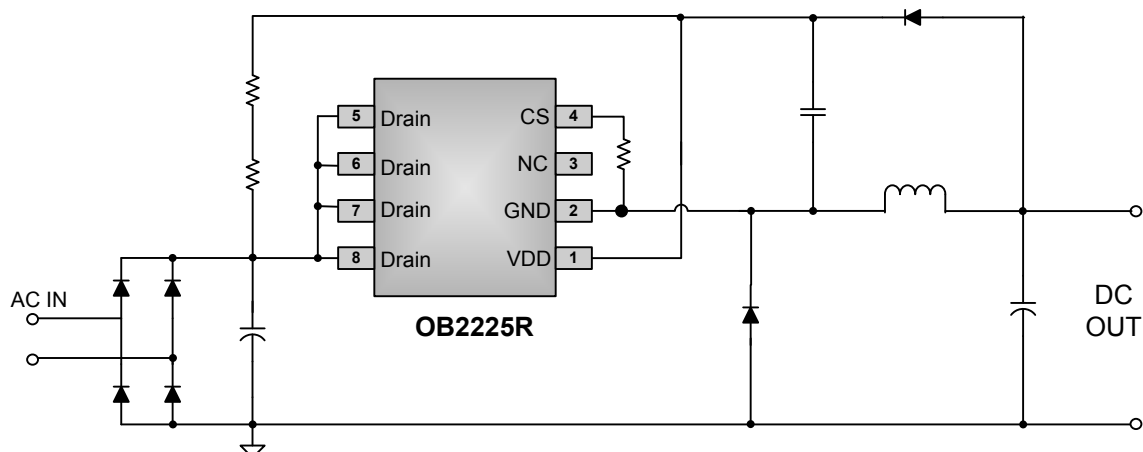 5 Drain CS 4
6 Drain NC 3
7 Drain GND 2
8 Drain VDD 1
AC IN
OB2225R
DC
OUT